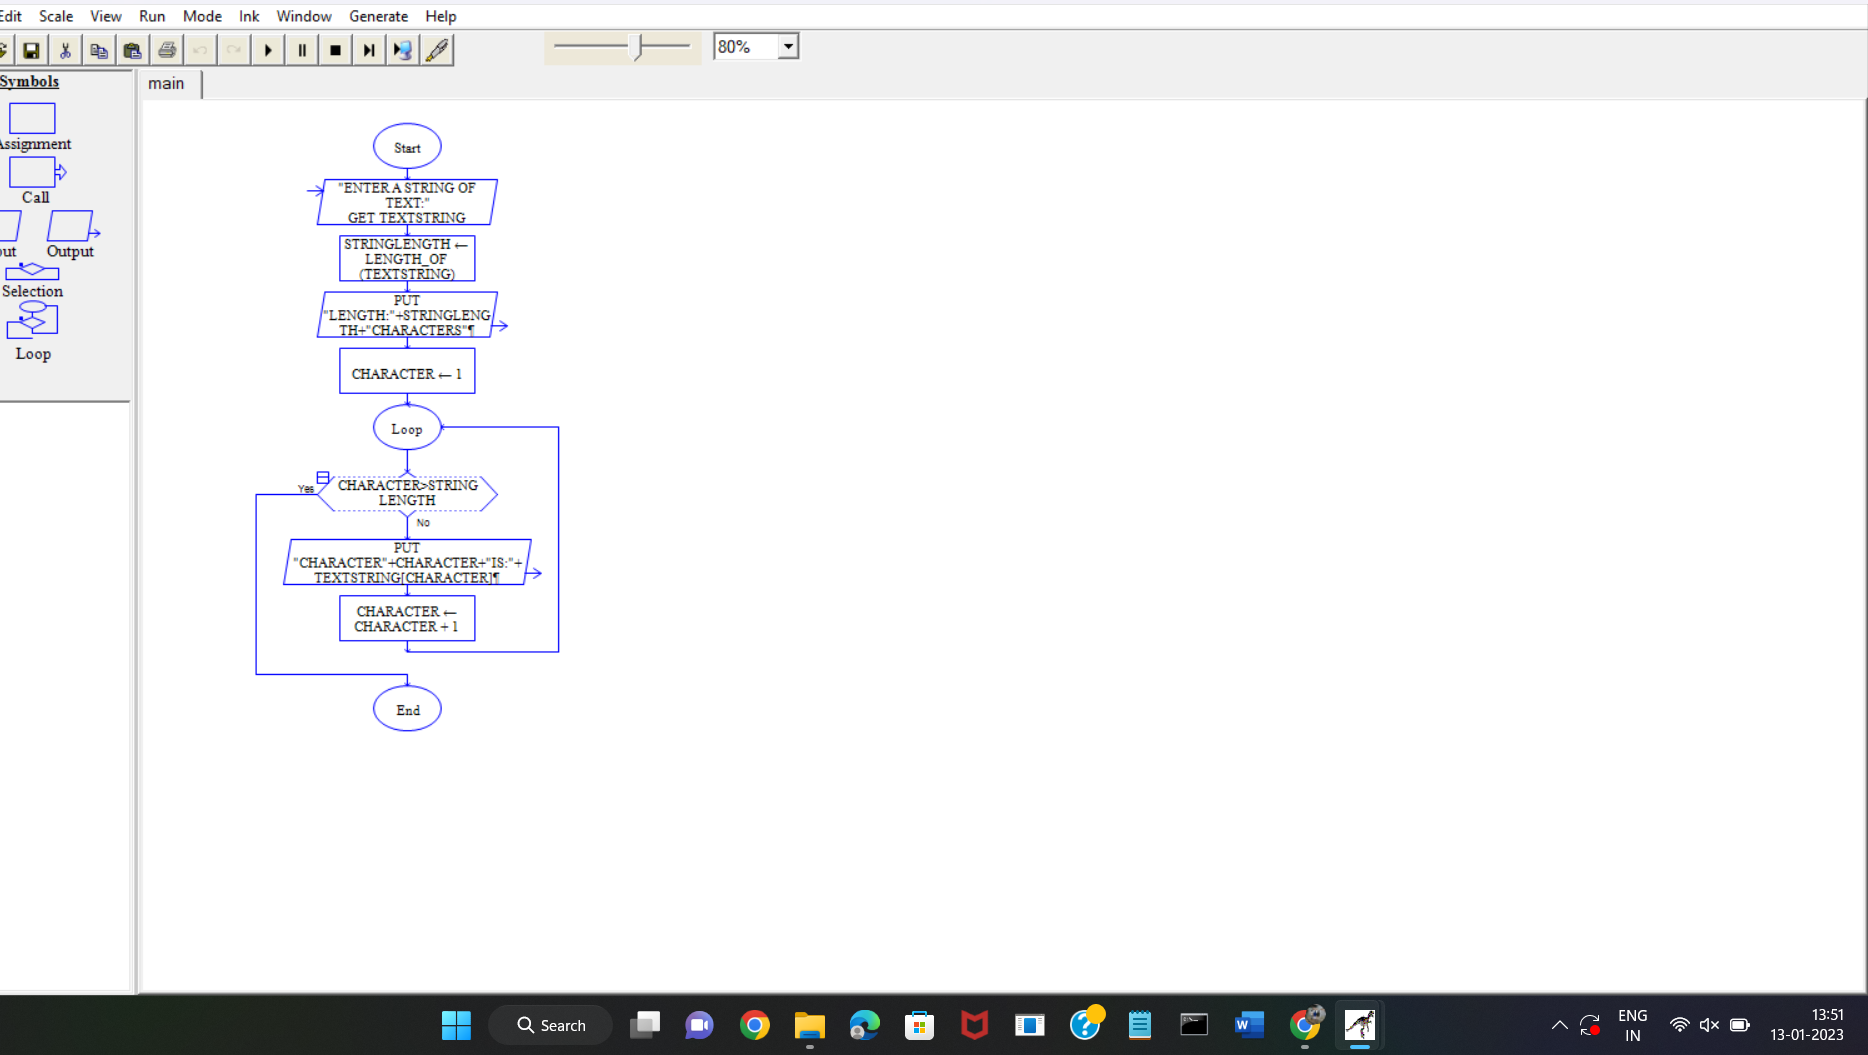 Edit Scale View Run Mode Ink Window Generate Help
80%
Symbols
Assignment
Call
out Output
Selection
Loop
main
Start
"ENTER A STRING OF
TEXT:"
GET TEXTSTRING
STRINGLENGTH ←
LENGTH_OF
(TEXTSTRING)
PUT
"LENGTH:"+STRINGLENG
TH+"CHARACTERS"¶
CHARACTER ← 1
Loop
CHARACTER>STRING
LENGTH
Yes
No
PUT
"CHARACTER"+CHARACTER+"IS:"+
TEXTSTRING[CHARACTER]¶
CHARACTER ←
CHARACTER + 1
End
Search
ENG
IN
13:51
13-01-2023